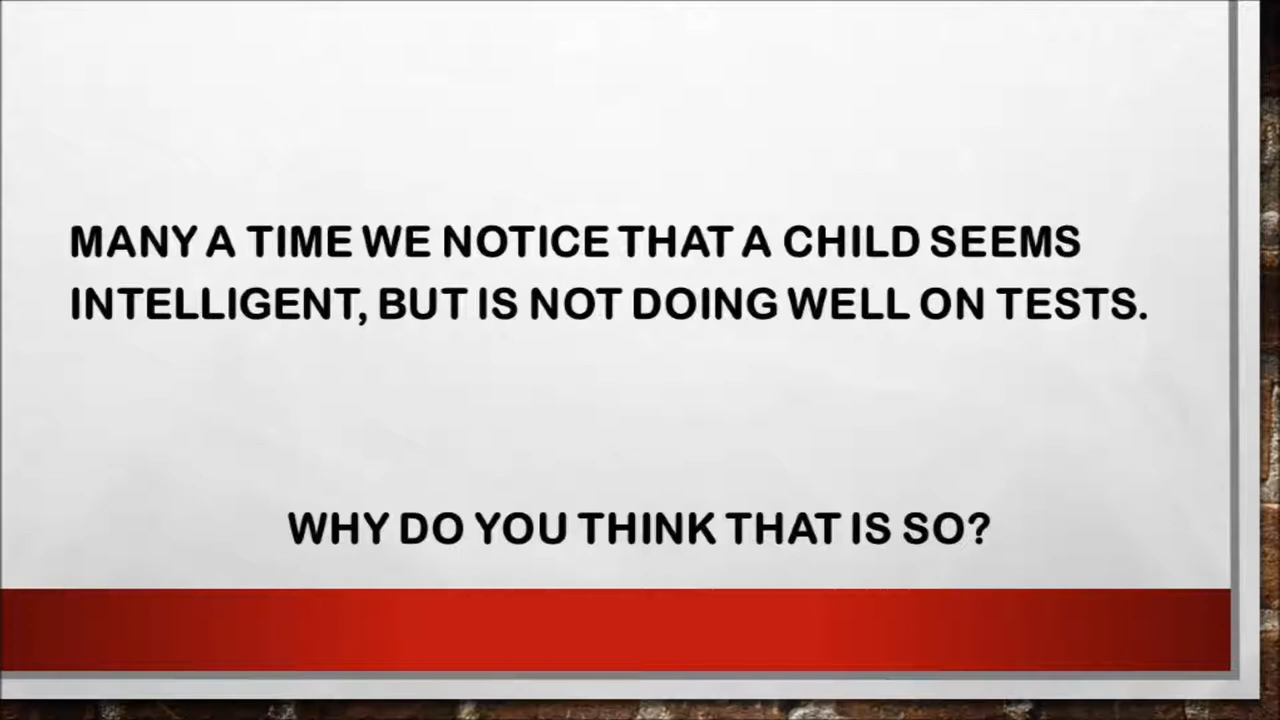 MANY A TIME WE NOTICE THAT A CHILD SEEMS
INTELLIGENT, BUT IS NOT DOING WELL ON TESTS.
WHY DO YOU THINK THAT IS SO?